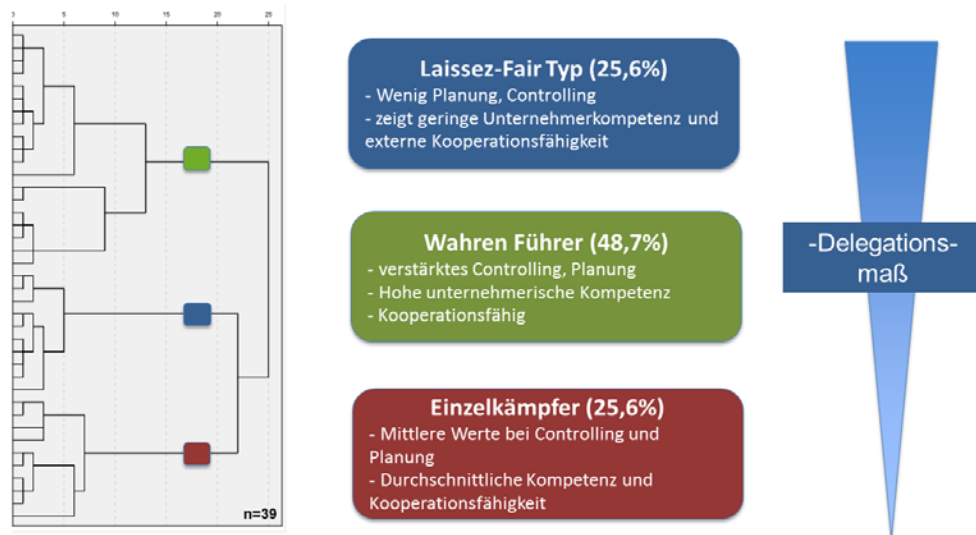 0 5 10 15 20 25
n=39
Laissez-Fair Typ (25,6%)
- Wenig Planung, Controlling
- zeigt geringe Unternehmerkompetenz und
externe Kooperationsfähigkeit
Wahren Führer (48,7%)
- verstärktes Controlling, Planung
- Hohe unternehmerische Kompetenz
- Kooperationsfähig
Einzelkämpfer (25,6%)
- Mittlere Werte bei Controlling und
Planung
- Durchschnittliche Kompetenz und
Kooperationsfähigkeit
-Delegations-
maß